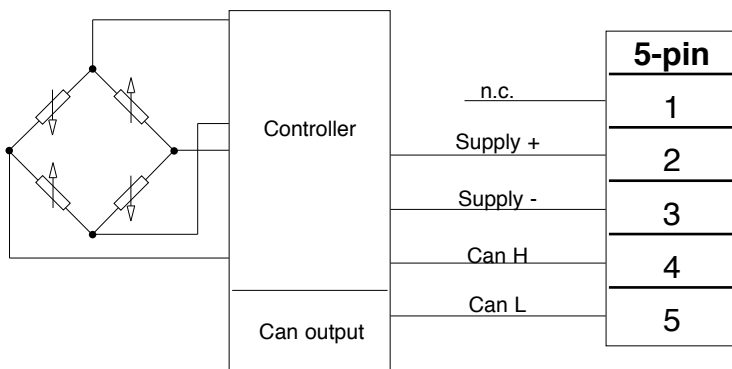 5-pin
n.c.
1
Controller
Supply +
2
Supply -
3
Can H
4
Can L
5
Can output